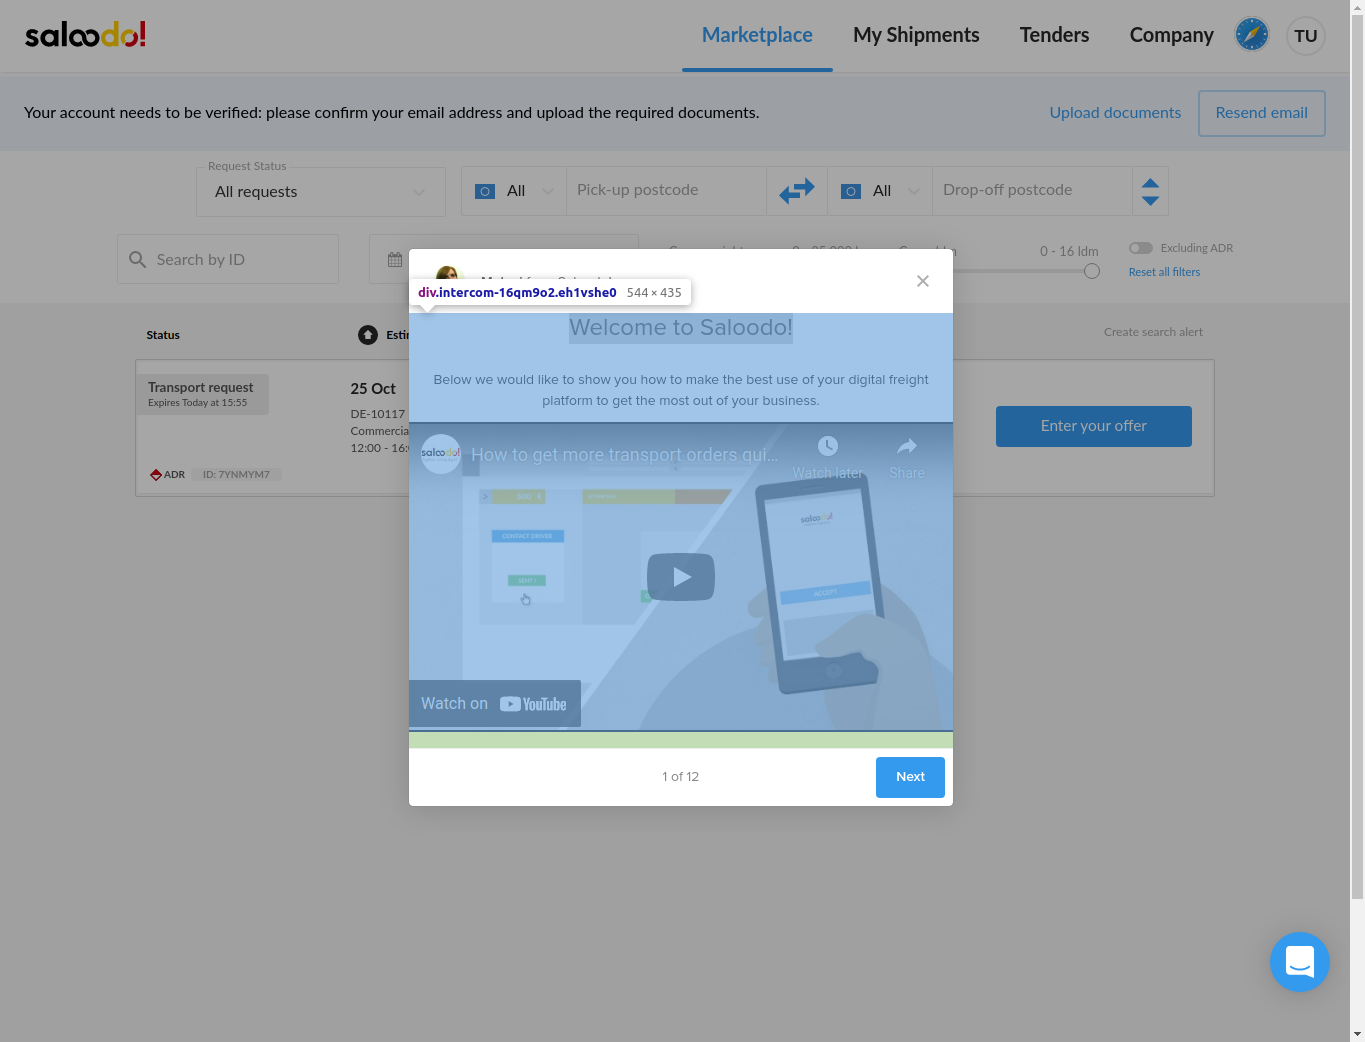 saloodo!
Marketplace
My Shipments
Tenders
Company
TU
Your account needs to be verified: please confirm your email address and upload the required documents.
Upload documents
Resend email
Request Status
All requests
All
Pick-up postcode
All
Drop-off postcode
Search by ID
0 - 16 ldm
Excluding ADR
Reset all filters
div.intercom-16qm9o2.eh1vshe0 544 × 435
Status
Create search alert
Welcome to Saloodo!
Below we would like to show you how to make the best use of your digital freight
platform to get the most out of your business.
Transport request
Expires Today at 15:55
25 Oct
DE-10117
12:00 - 16:
ADR
ID: 7YNMYM7
Enter your offer
saloodo!
How to get more transport orders qui...
Watch later
Share
500 - €
CONTACT DRIVER
SENT !
saloodo!
ACCEPT
Watch on YouTube
1 of 12
Next